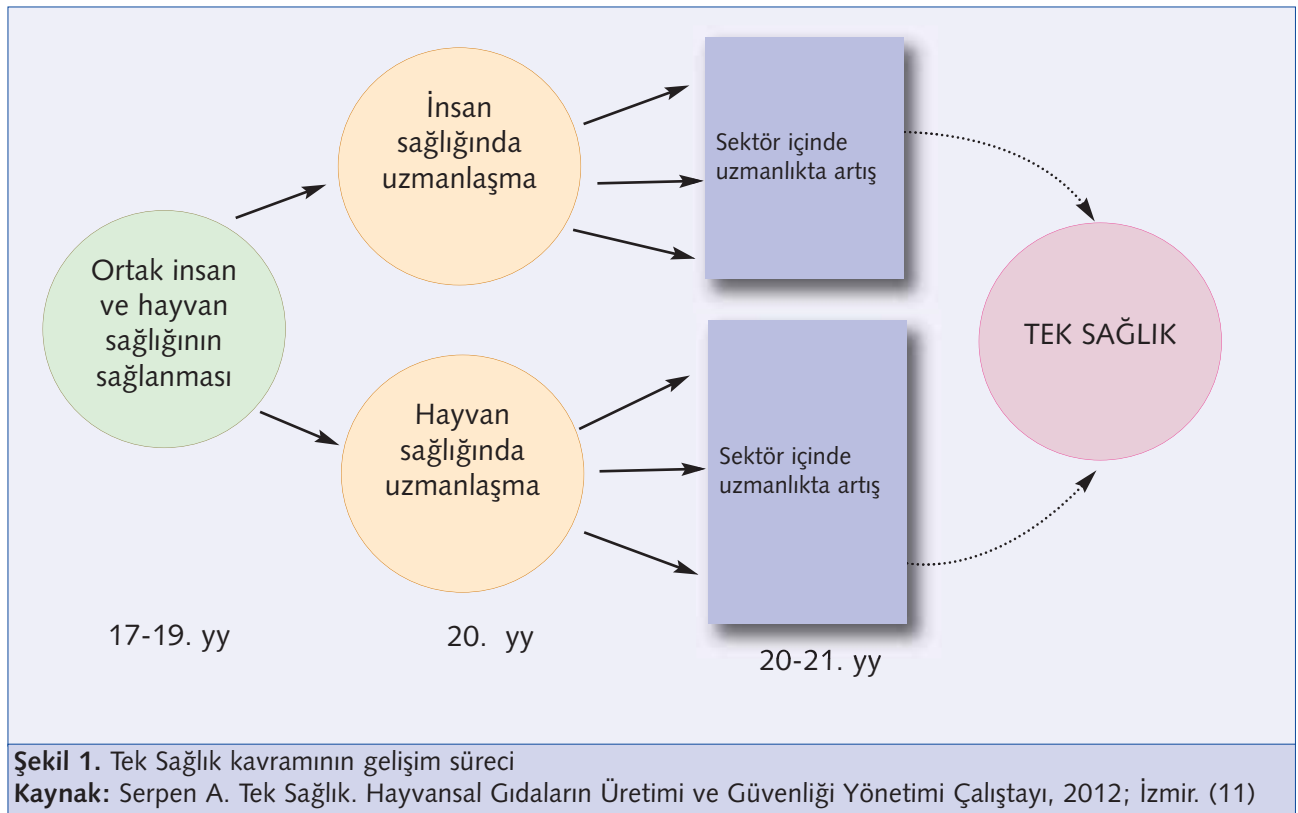 Ortak insan
ve hayvan
sağlığının
sağlanması
İnsan
sağlığında
uzmanlaşma
Hayvan
sağlığında
uzmanlaşma
Sektör içinde
uzmanlıkta artış
Sektör içinde
uzmanlıkta artış
TEK SAĞLIK
17-19. yy
20. yy
20-21. yy
Şekil 1. Tek Sağlık kavramının gelişim süreci
Kaynak: Serpen A. Tek Sağlık. Hayvansal Gıdaların Üretimi ve Güvenliği Yönetimi Çalıştayı, 2012; İzmir. (11)